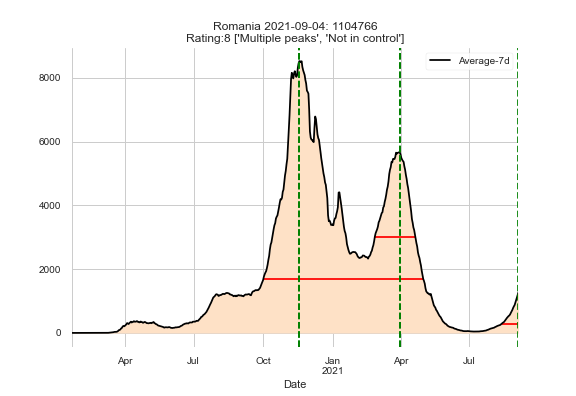 Romania 2021-09-04: 1104766
Rating:8 ['Multiple peaks', 'Not in control']
Average-7d
8000
6000
4000
2000
0
Apr
Jul
Oct
Jan
2021
Apr
Jul
Date